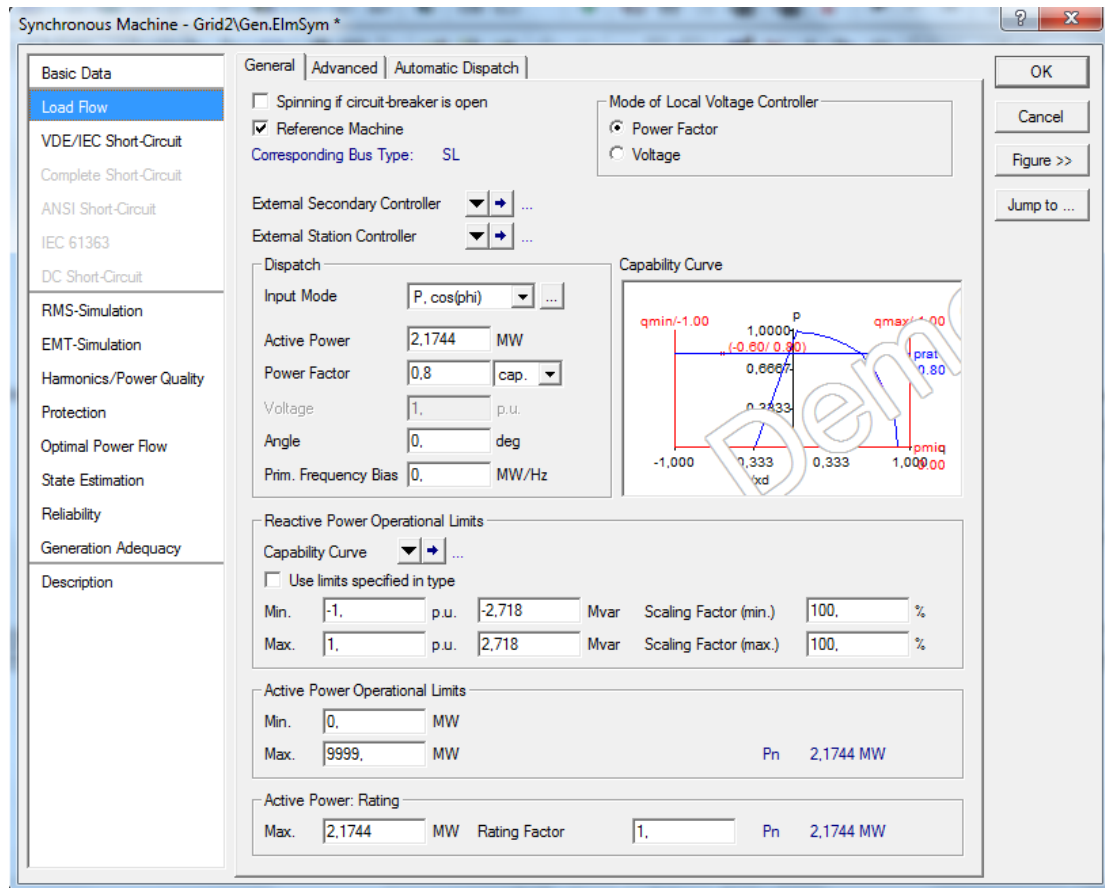 Synchronous Machine - Grid2\Gen.ElmSym *
Basic Data
Load Flow
VDE/IEC Short-Circuit
Complete Short-Circuit
ANSI Short-Circuit
IEC 61363
DC Short-Circuit
RMS-Simulation
EMT-Simulation
Harmonics/Power Quality
Protection
Optimal Power Flow
State Estimation
Reliability
Generation Adequacy
Description
General Advanced Automatic Dispatch
Spinning if circuit-breaker is open
Reference Machine
Corresponding Bus Type: SL
Mode of Local Voltage Controller
Power Factor
Voltage
External Secondary Controller ...
External Station Controller ...
Dispatch
Input Mode P, cos(phi) ...
Active Power 2,1744 MW
Power Factor 0,8 cap.
Voltage 1, p.u.
Angle 0, deg
Prim. Frequency Bias 0, MW/Hz
Capability Curve
qmin/-1.00
p
1,0000
(-0.60/ 0.80)
prat
0.80
-1,000 0,333 0,333 1,000
0.00
/xd
Demo
Reactive Power Operational Limits
Capability Curve ...
Use limits specified in type
Min. -1, p.u. -2,718 Mvar Scaling Factor (min.) 100, %
Max. 1, p.u. 2,718 Mvar Scaling Factor (max.) 100, %
Active Power Operational Limits
Min. 0, MW
Max. 9999, MW Pn 2,1744 MW
Active Power: Rating
Max. 2,1744 MW Rating Factor 1, Pn 2,1744 MW
OK
Cancel
Figure >>
Jump to ...